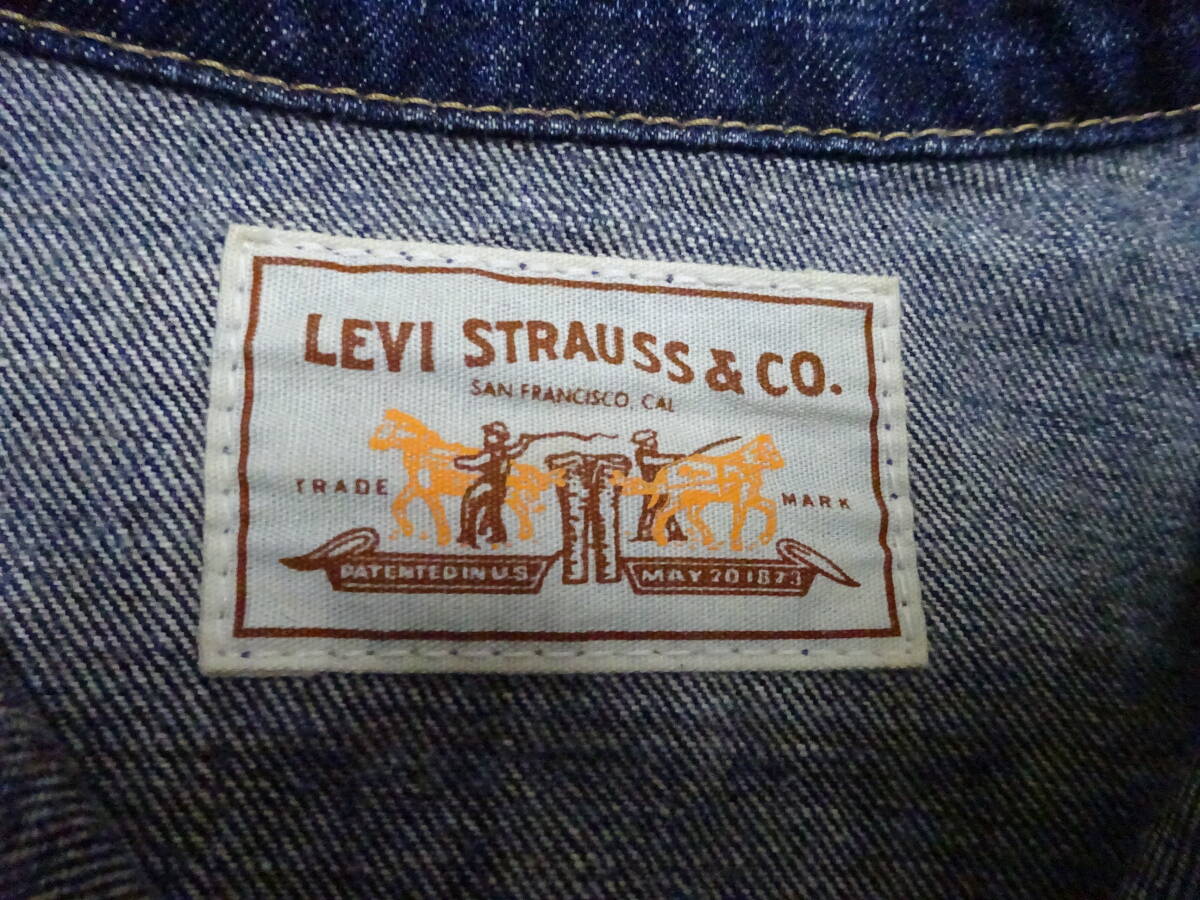 LEVI STRAUSS & CO.
SAN FRANCISCO, CAL
TRADE MARK
PATENTED IN U.S. MAY 20 1873